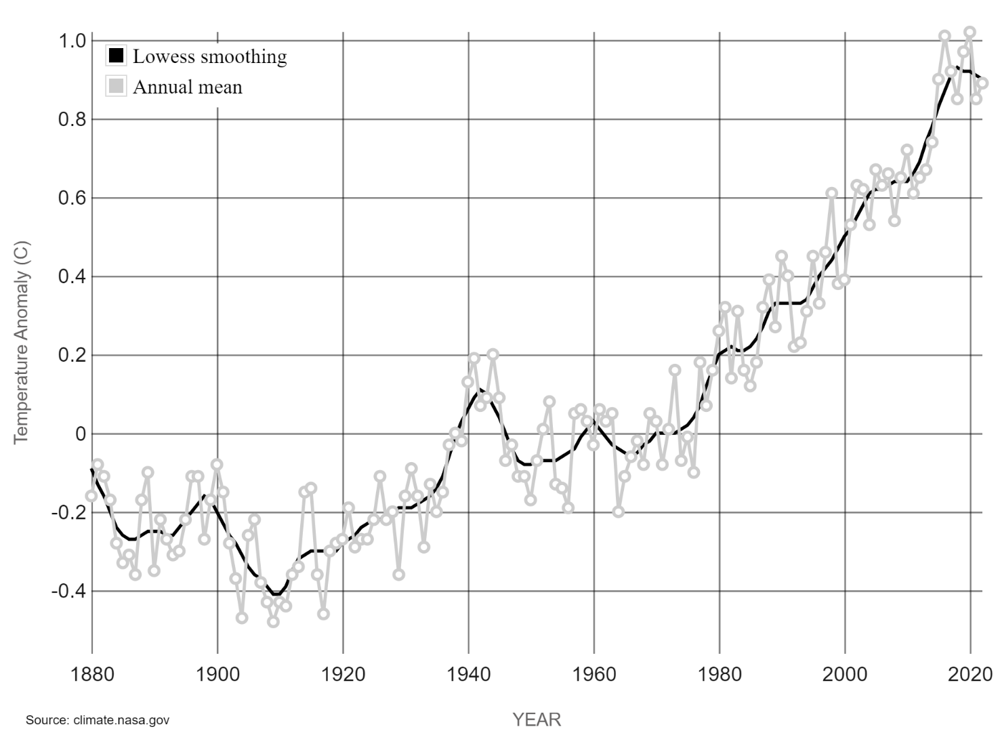 1.0
Lowess smoothing
Annual mean
0.8
0.6
0.4
0.2
0
-0.2
-0.4
Temperature Anomaly (C)
1880 1900 1920 1940 1960 1980 2000 2020
YEAR
Source: climate.nasa.gov